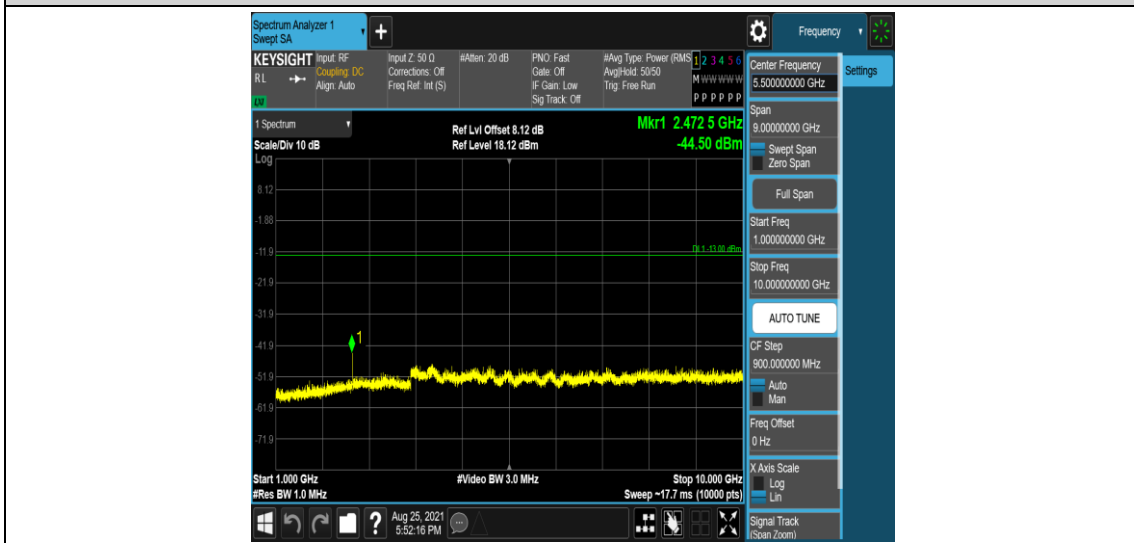 Spectrum Analyzer 1
Swept SA
+
Frequency
KEYSIGHT
RL
LXI
Input: RF
Coupling: DC
Align: Auto
Input Z: 50 Ω
Corrections: Off
Freq Ref: Int (S)
#Atten: 20 dB
PNO: Fast
Gate: Off
IF Gain: Low
Sig Track: Off
#Avg Type: Power (RMS
Avg|Hold: 50/50
Trig: Free Run
1 2 3 4 5 6
M W W W W W
P P P P P P
Center Frequency
5.500000000 GHz
Settings
1 Spectrum
Scale/Div 10 dB
Ref Lvl Offset 8.12 dB
Ref Level 18.12 dBm
Mkr1 2.472 5 GHz
-44.50 dBm
Log
8.12
-1.88
-11.9
-21.9
-31.9
-41.9
-51.9
-61.9
-71.9
DL1 -13.00 dBm
1
Start 1.000 GHz
#Res BW 1.0 MHz
#Video BW 3.0 MHz
Stop 10.000 GHz
Sweep ~17.7 ms (10000 pts)
Span
9.00000000 GHz
Swept Span
Zero Span
Full Span
Start Freq
1.000000000 GHz
Stop Freq
10.000000000 GHz
AUTO TUNE
CF Step
900.000000 MHz
Auto
Man
Freq Offset
0 Hz
X Axis Scale
Log
Lin
Signal Track
(Span Zoom)
?
Aug 25, 2021
5:52:16 PM